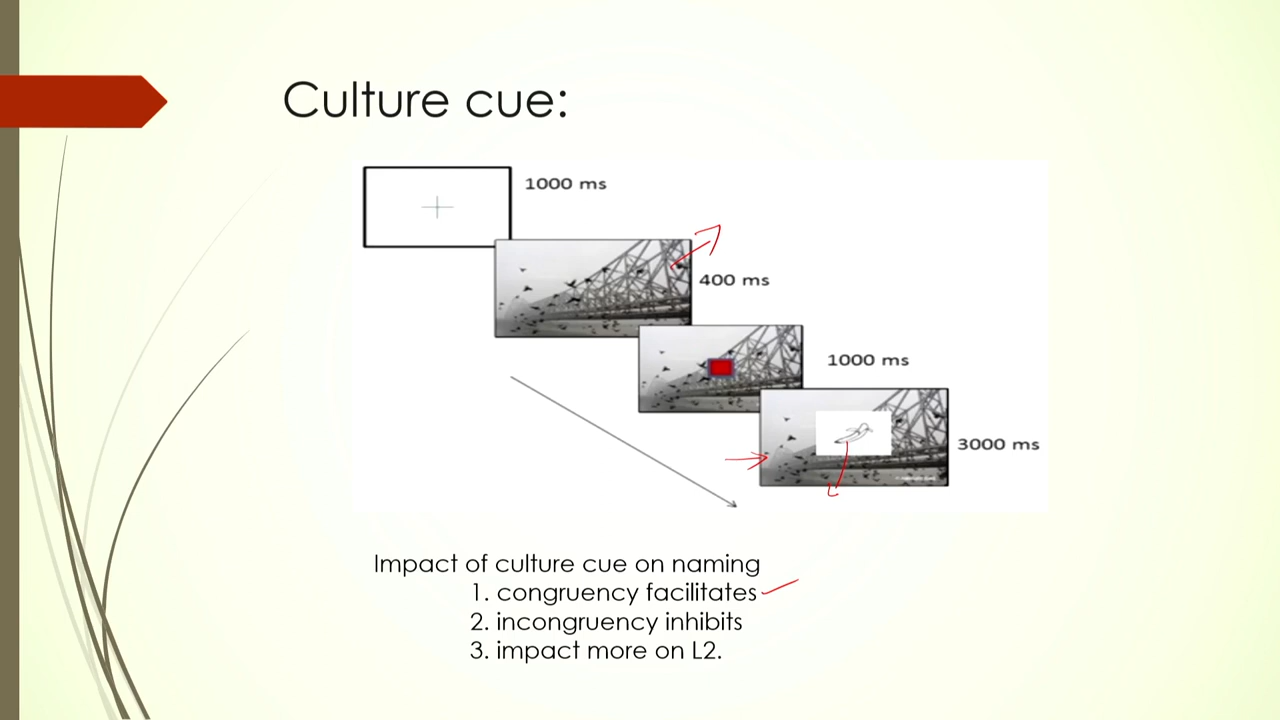 Culture cue:
1000 ms
400 ms
1000 ms
3000 ms
Impact of culture cue on naming
1. congruency facilitates
2. incongruency inhibits
3. impact more on L2.